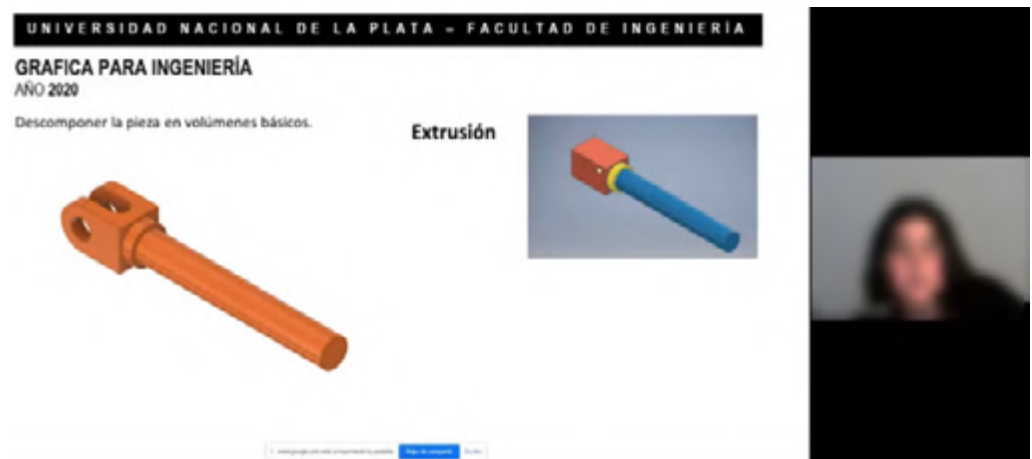 UNIVERSIDAD NACIONAL DE LA PLATA – FACULTAD DE INGENIERÍA
GRAFICA PARA INGENIERÍA
AÑO 2020
Descomponer la pieza en volúmenes básicos.
Extrusión